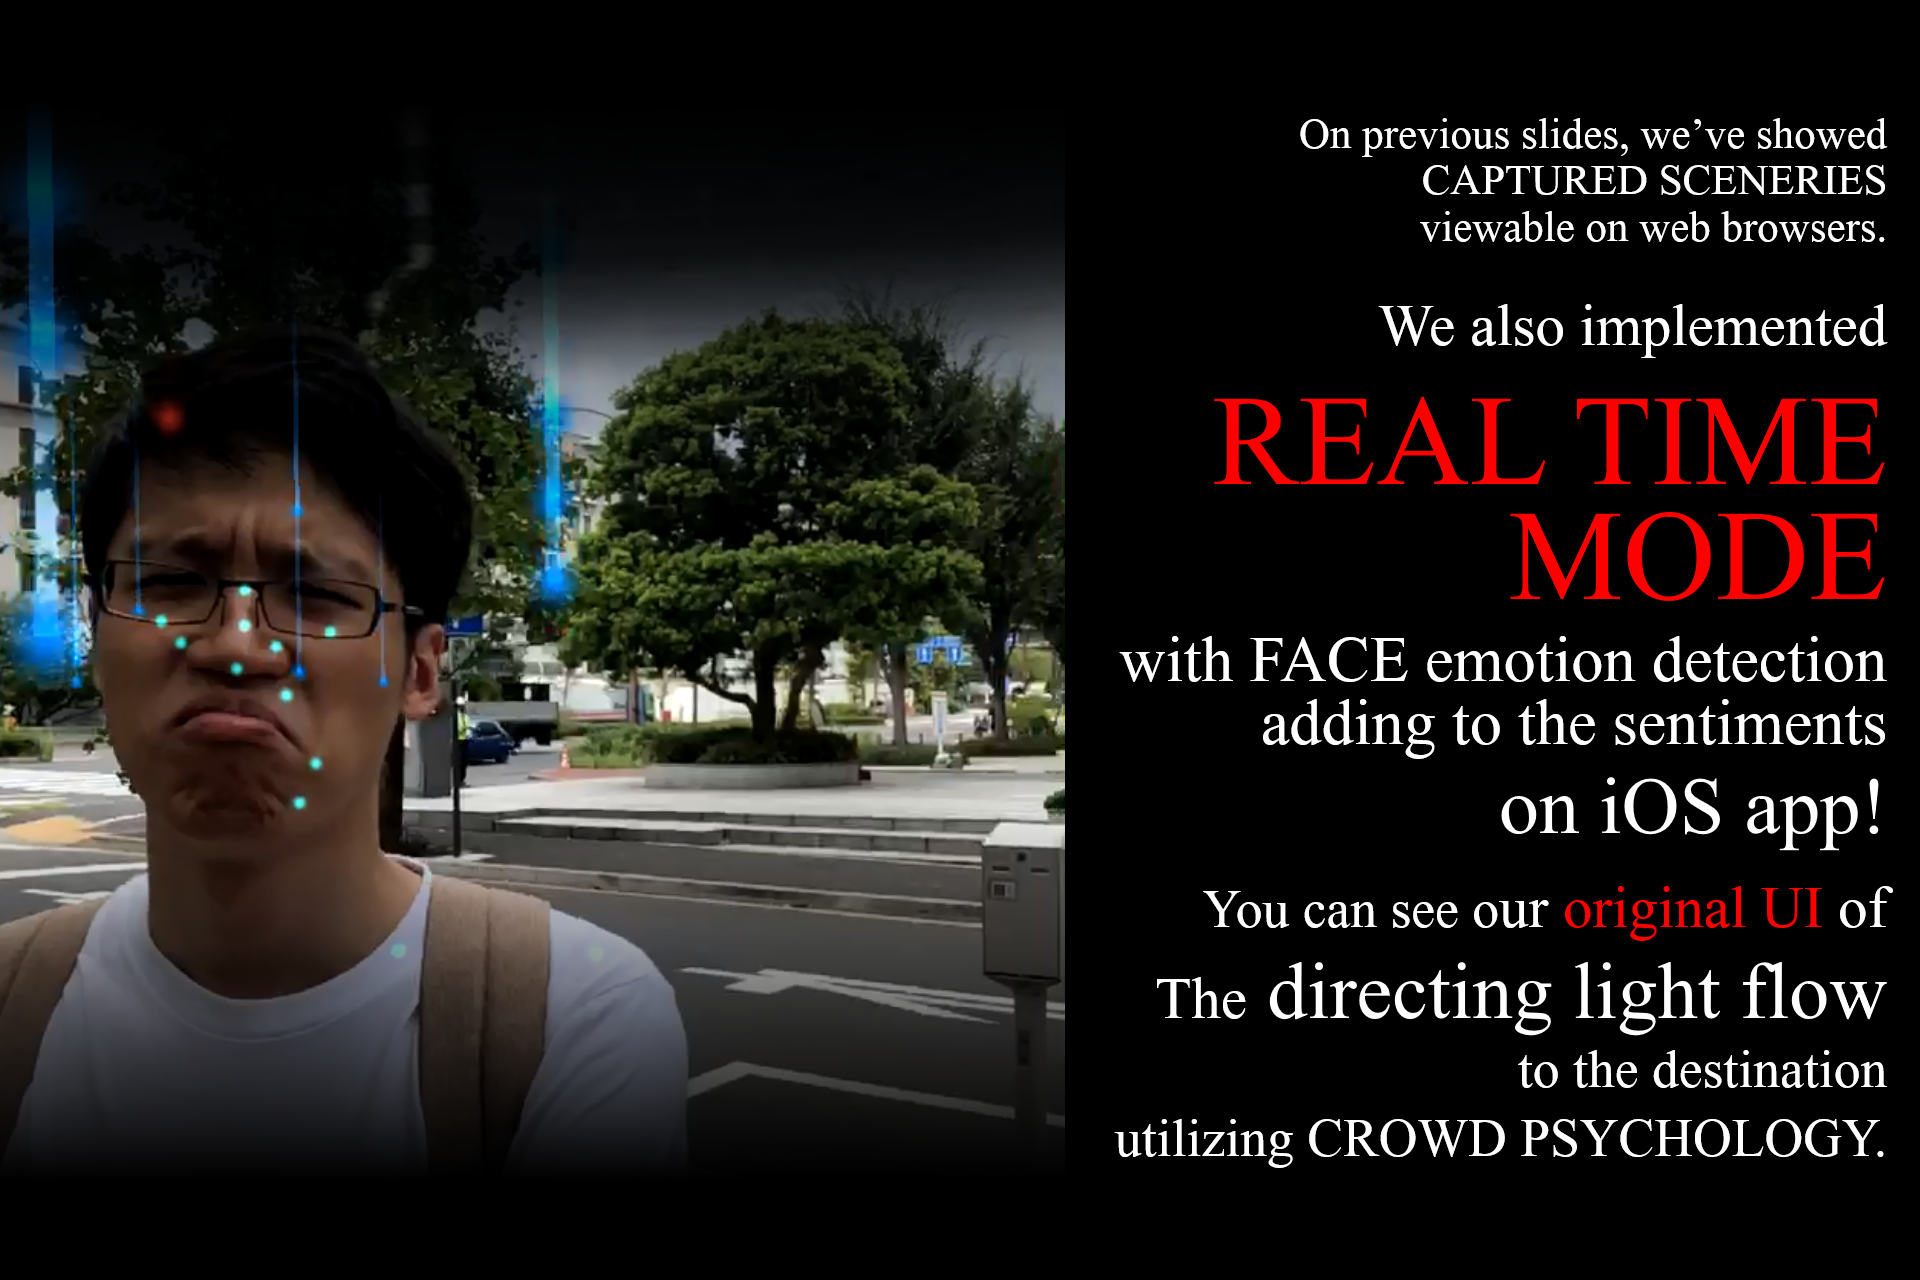 On previous slides, we’ve showed
CAPTURED SCENERIES
viewable on web browsers.
We also implemented
REAL TIME
MODE
with FACE emotion detection
adding to the sentiments
on iOS app!
You can see our original UI of
The directing light flow
to the destination
utilizing CROWD PSYCHOLOGY.